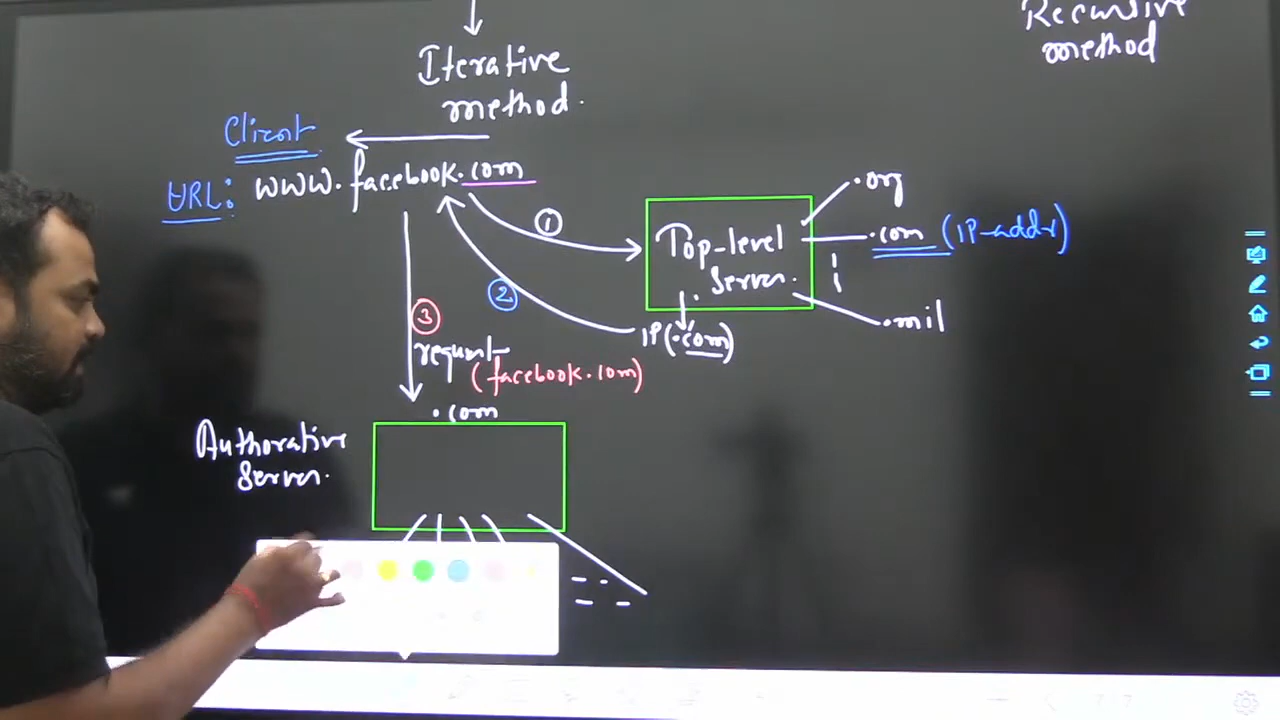 Iterative
method.
Recursive
method
Client
URL: www.facebook.com
①
Top-level
Server.
.org
.com (IP-addr)
.mil
②
IP(.com)
③
request
(facebook.com)
.com
Authorative
Server.